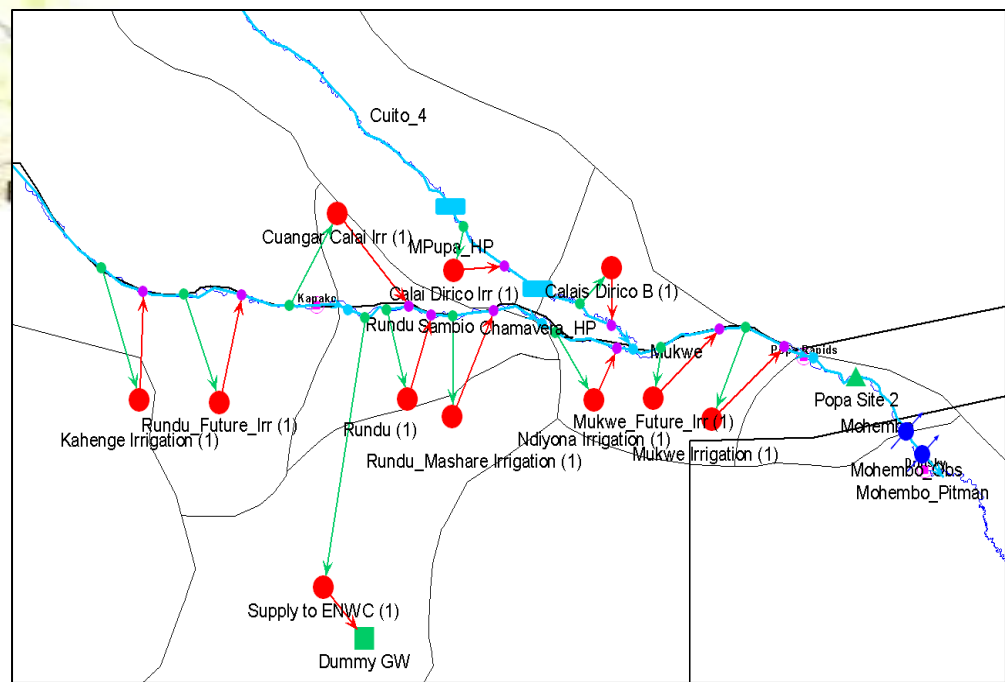 Cuito_4
Cuangar Calai Irr (1)
MPupa_HP
Calai Dirico Irr (1)
Calais Dirico B (1)
Kapako
Rundu Sambio
Chamavera_HP
Mukwe
Popa Rapids
Popa Site 2
Kahenge Irrigation (1)
Rundu_Future_Irr (1)
Rundu (1)
Rundu_Mashare Irrigation (1)
Ndiyona Irrigation (1)
Mukwe_Future_Irr (1)
Mukwe Irrigation (1)
Mohembo_Obs
Mohembo_Pitman
Supply to ENWC (1)
Dummy GW